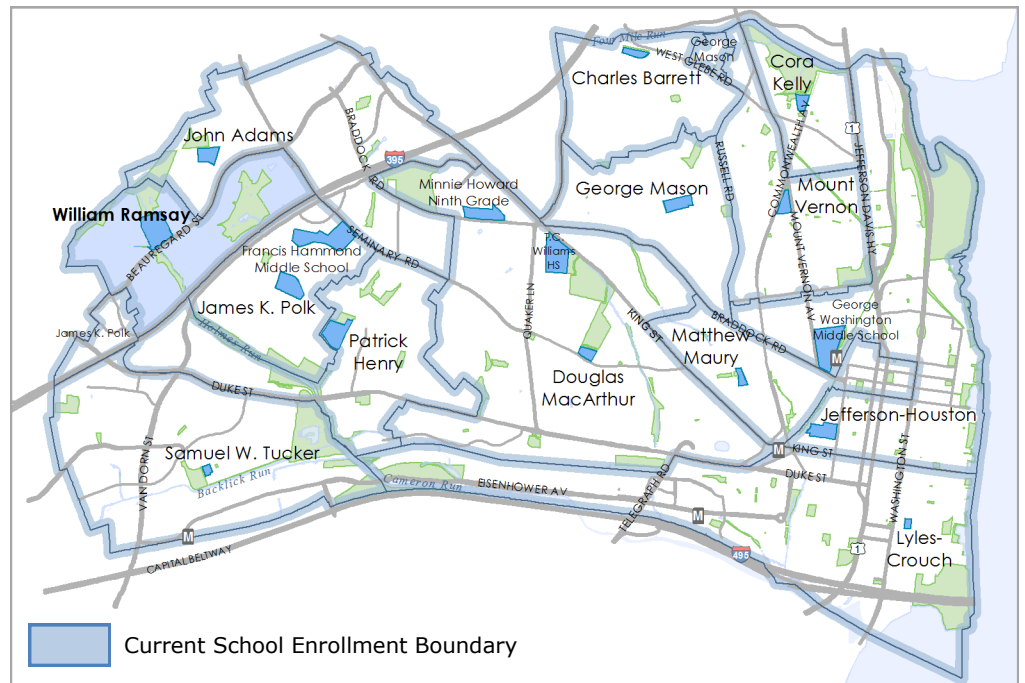 Four Mile Run
George
Mason
WEST GLEBE RD
Charles Barrett
Cora
Kelly
COMMONWEALTH AV
1
JEFFERSON DAVIS HY
John Adams
BRADDOCK RD
395
Minnie Howard
Ninth Grade
George Mason
RUSSELL RD
Mount
Vernon
MOUNT VERNON AV
William Ramsay
BEAUREGARD ST
Francis Hammond
Middle School
SEMINARY RD
T.C.
Williams
HS
James K. Polk
James K. Polk
Holmes Run
Patrick
Henry
QUAKER LN
KING ST
Matthew
Maury
BRADDOCK RD
George
Washington
Middle School
M
DUKE ST
Douglas
MacArthur
Jefferson-Houston
M
KING ST
Samuel W. Tucker
Backlick Run
VAN DORN ST
Cameron Run
EISENHOWER AV
TELEGRAPH RD
DUKE ST
WASHINGTON ST
M
M
CAPITAL BELTWAY
495
1
Lyles-
Crouch
Current School Enrollment Boundary